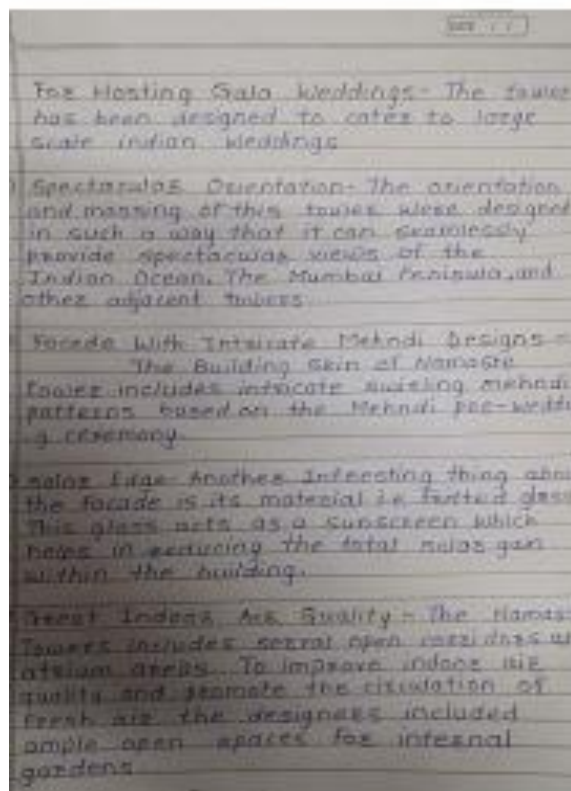 DATE / /
For Hosting Gala Weddings- The tower
has been designed to cater to large
scale indian weddings
Spectacular Orientation- The orientation
and massing of this tower were designed
in such a way that it can seamlessly
provide spectacular views of the
Indian Ocean, The Mumbai Peninsula, and
other adjacent towers
Facade With Intricate Mehndi Designs -
The Building Skin of Namaste
tower includes intricate swirling mehndi
patterns based on the Mehndi pre-weddin
g ceremony.
Solar Edge- Another Interesting thing abou
the facade is its material i.e fritted glass
This glass acts as a sunscreen which
helps in reducing the total solar gan
within the building.
Great Indoor Air Quality - The Namas
Towers includes sevral open corridors
atrium areas. To improve indoor air
quality and promote the circulation of
fresh air the designers included
ample open spaces for internal
gardens